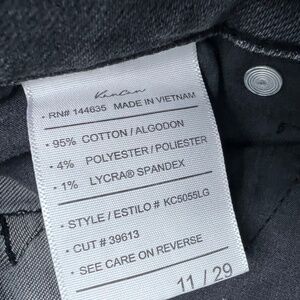 KanCan
• RN# 144635 MADE IN VIETNAM
• 95% COTTON / ALGODON
• 4% POLYESTER / POLIESTER
• 1% LYCRA® SPANDEX
• STYLE / ESTILO # KC5055LG
• CUT # 39613
• SEE CARE ON REVERSE
11 / 29